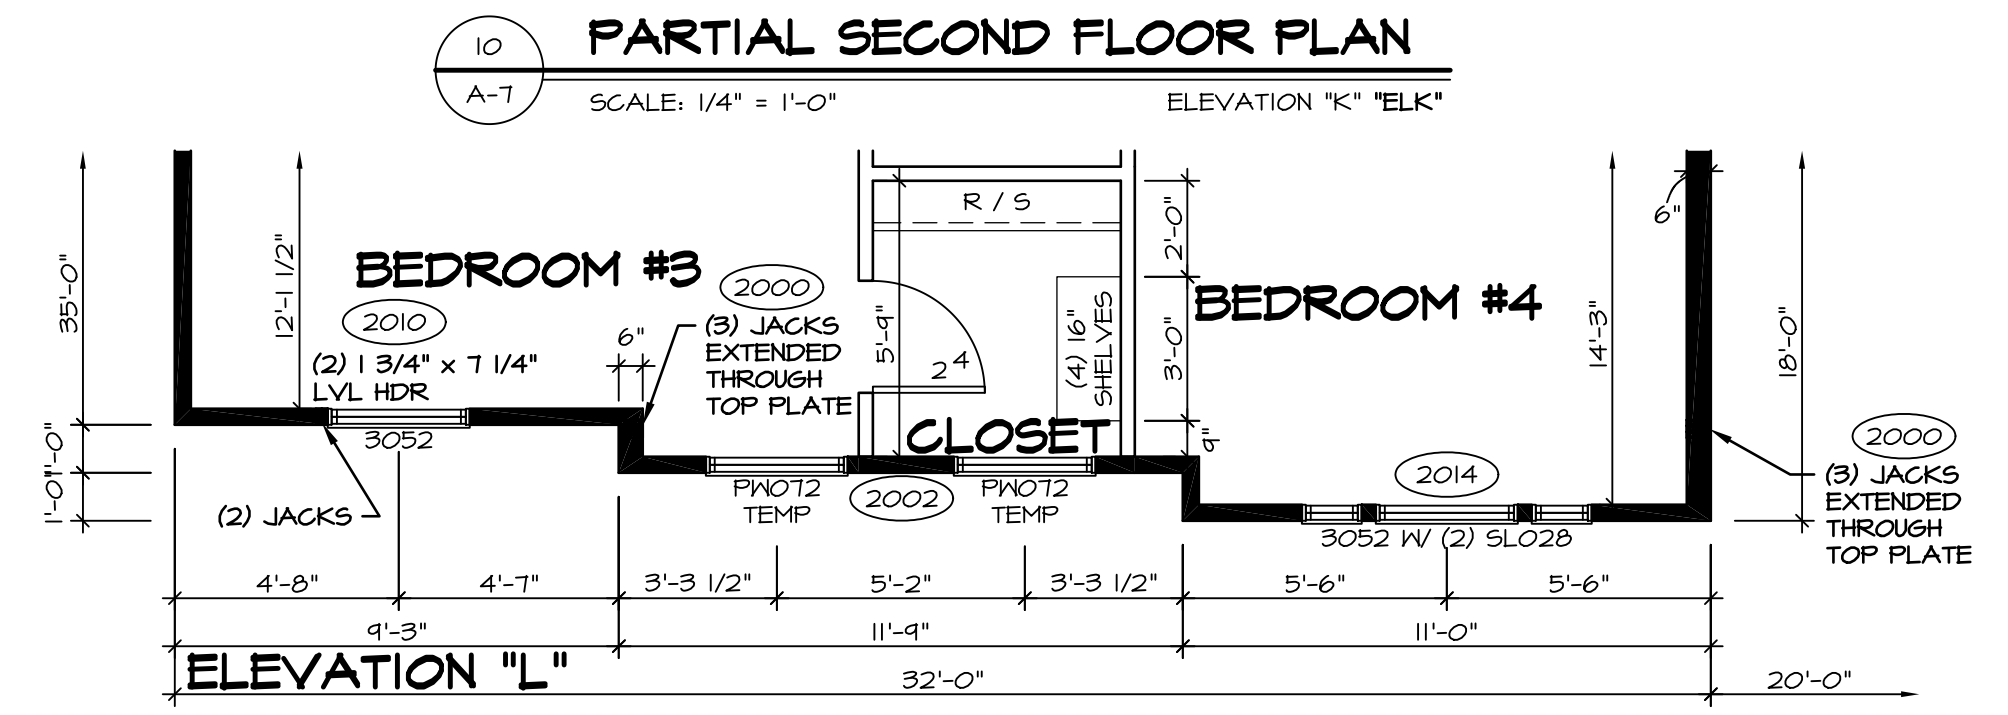 10
A-7
PARTIAL SECOND FLOOR PLAN
SCALE: 1/4" = 1'-0"
ELEVATION "K" "ELK"
35'-0"
12'-1 1/2"
BEDROOM #3
2010
(2) 1 3/4" x 7 1/4"
LVL HDR
3052
(2) JACKS
1'-0"
1'-0"
6"
2000
(3) JACKS
EXTENDED
THROUGH
TOP PLATE
R / S
5'-9"
2 4
(4) 16"
SHELVES
CLOSET
2'-0"
3'-0"
9"
PW072
TEMP
2002
PW072
TEMP
BEDROOM #4
14'-3"
6"
18'-0"
2014
3052 W/ (2) SL028
2000
(3) JACKS
EXTENDED
THROUGH
TOP PLATE
4'-8"
4'-7"
3'-3 1/2"
5'-2"
3'-3 1/2"
5'-6"
5'-6"
9'-3"
11'-9"
11'-0"
ELEVATION "L"
32'-0"
20'-0"